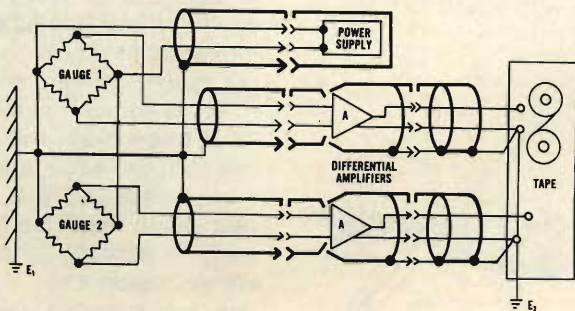 POWER
SUPPLY
GAUGE 1
A
DIFFERENTIAL
AMPLIFIERS
TAPE
GAUGE 2
A
E₁
E₂